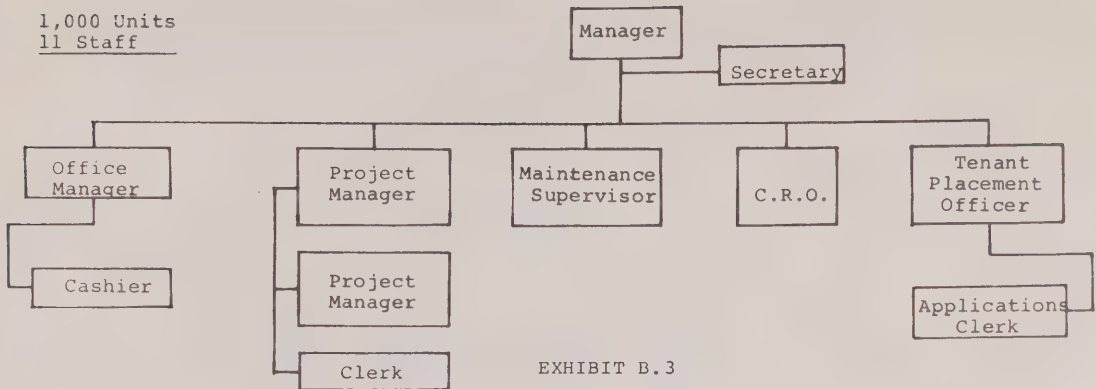 1,000 Units
11 Staff
Manager
Secretary
Office
Manager
Project
Manager
Maintenance
Supervisor
C.R.O.
Tenant
Placement
Officer
Cashier
Project
Manager
Applications
Clerk
Clerk
EXHIBIT B.3